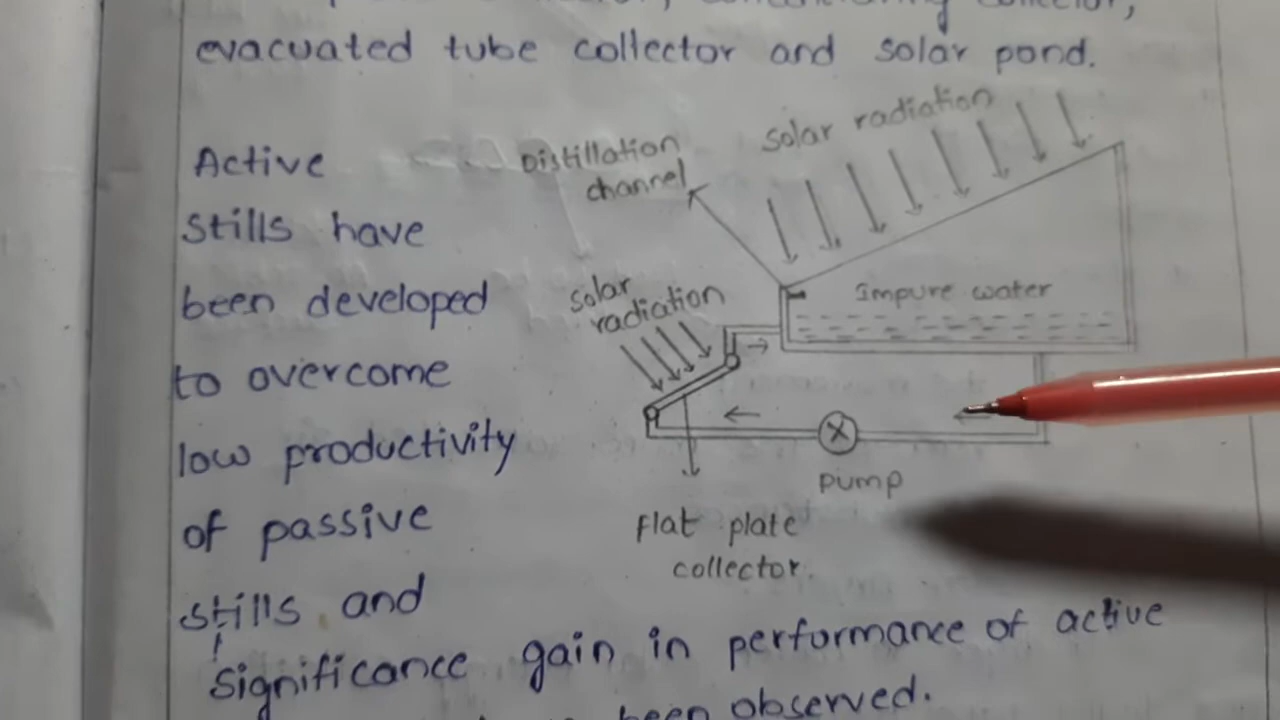 collector,
evacuated tube collector and solar pond.
Active
stills have
been developed
to overcome
low productivity
of passive
stills and
significance gain in performance of active
been observed.
Distillation
channel
solar radiation
solar
radiation
Impure water
pump
Flat plate
collector.